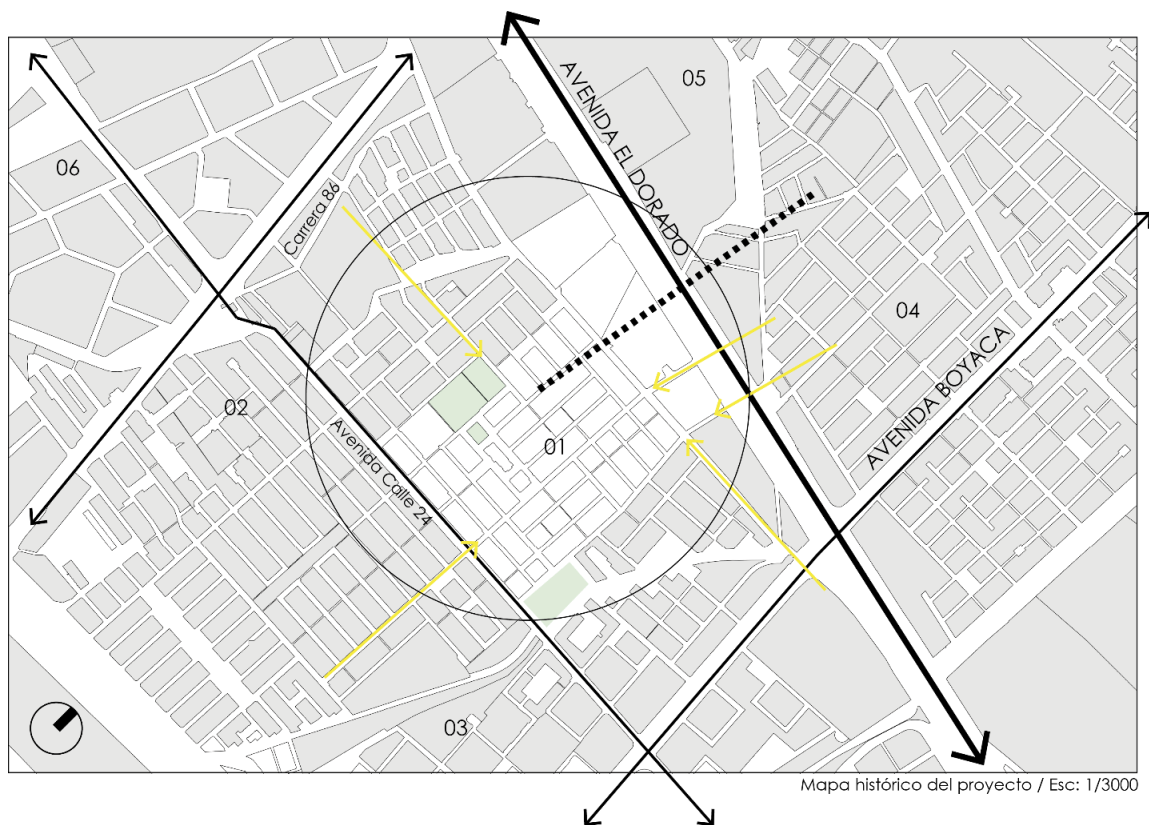 05
AVENIDA EL DORADO
06
Carrera 86
04
02
AVENIDA BOYACA
01
Avenida Calle 24
03
Mapa histórico del proyecto / Esc: 1/3000